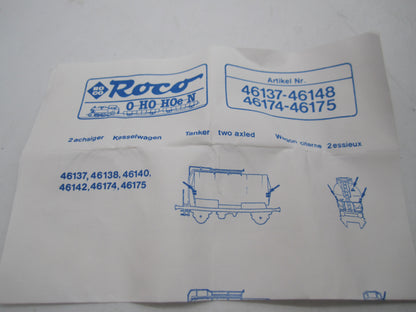 Roco
O HO HOe N
Artikel Nr.
46137-46148
46174-46175
2achsiger Kesselwagen Tanker two axled Wagon citerne 2essieux
46137, 46138, 46140,
46142, 46174, 46175